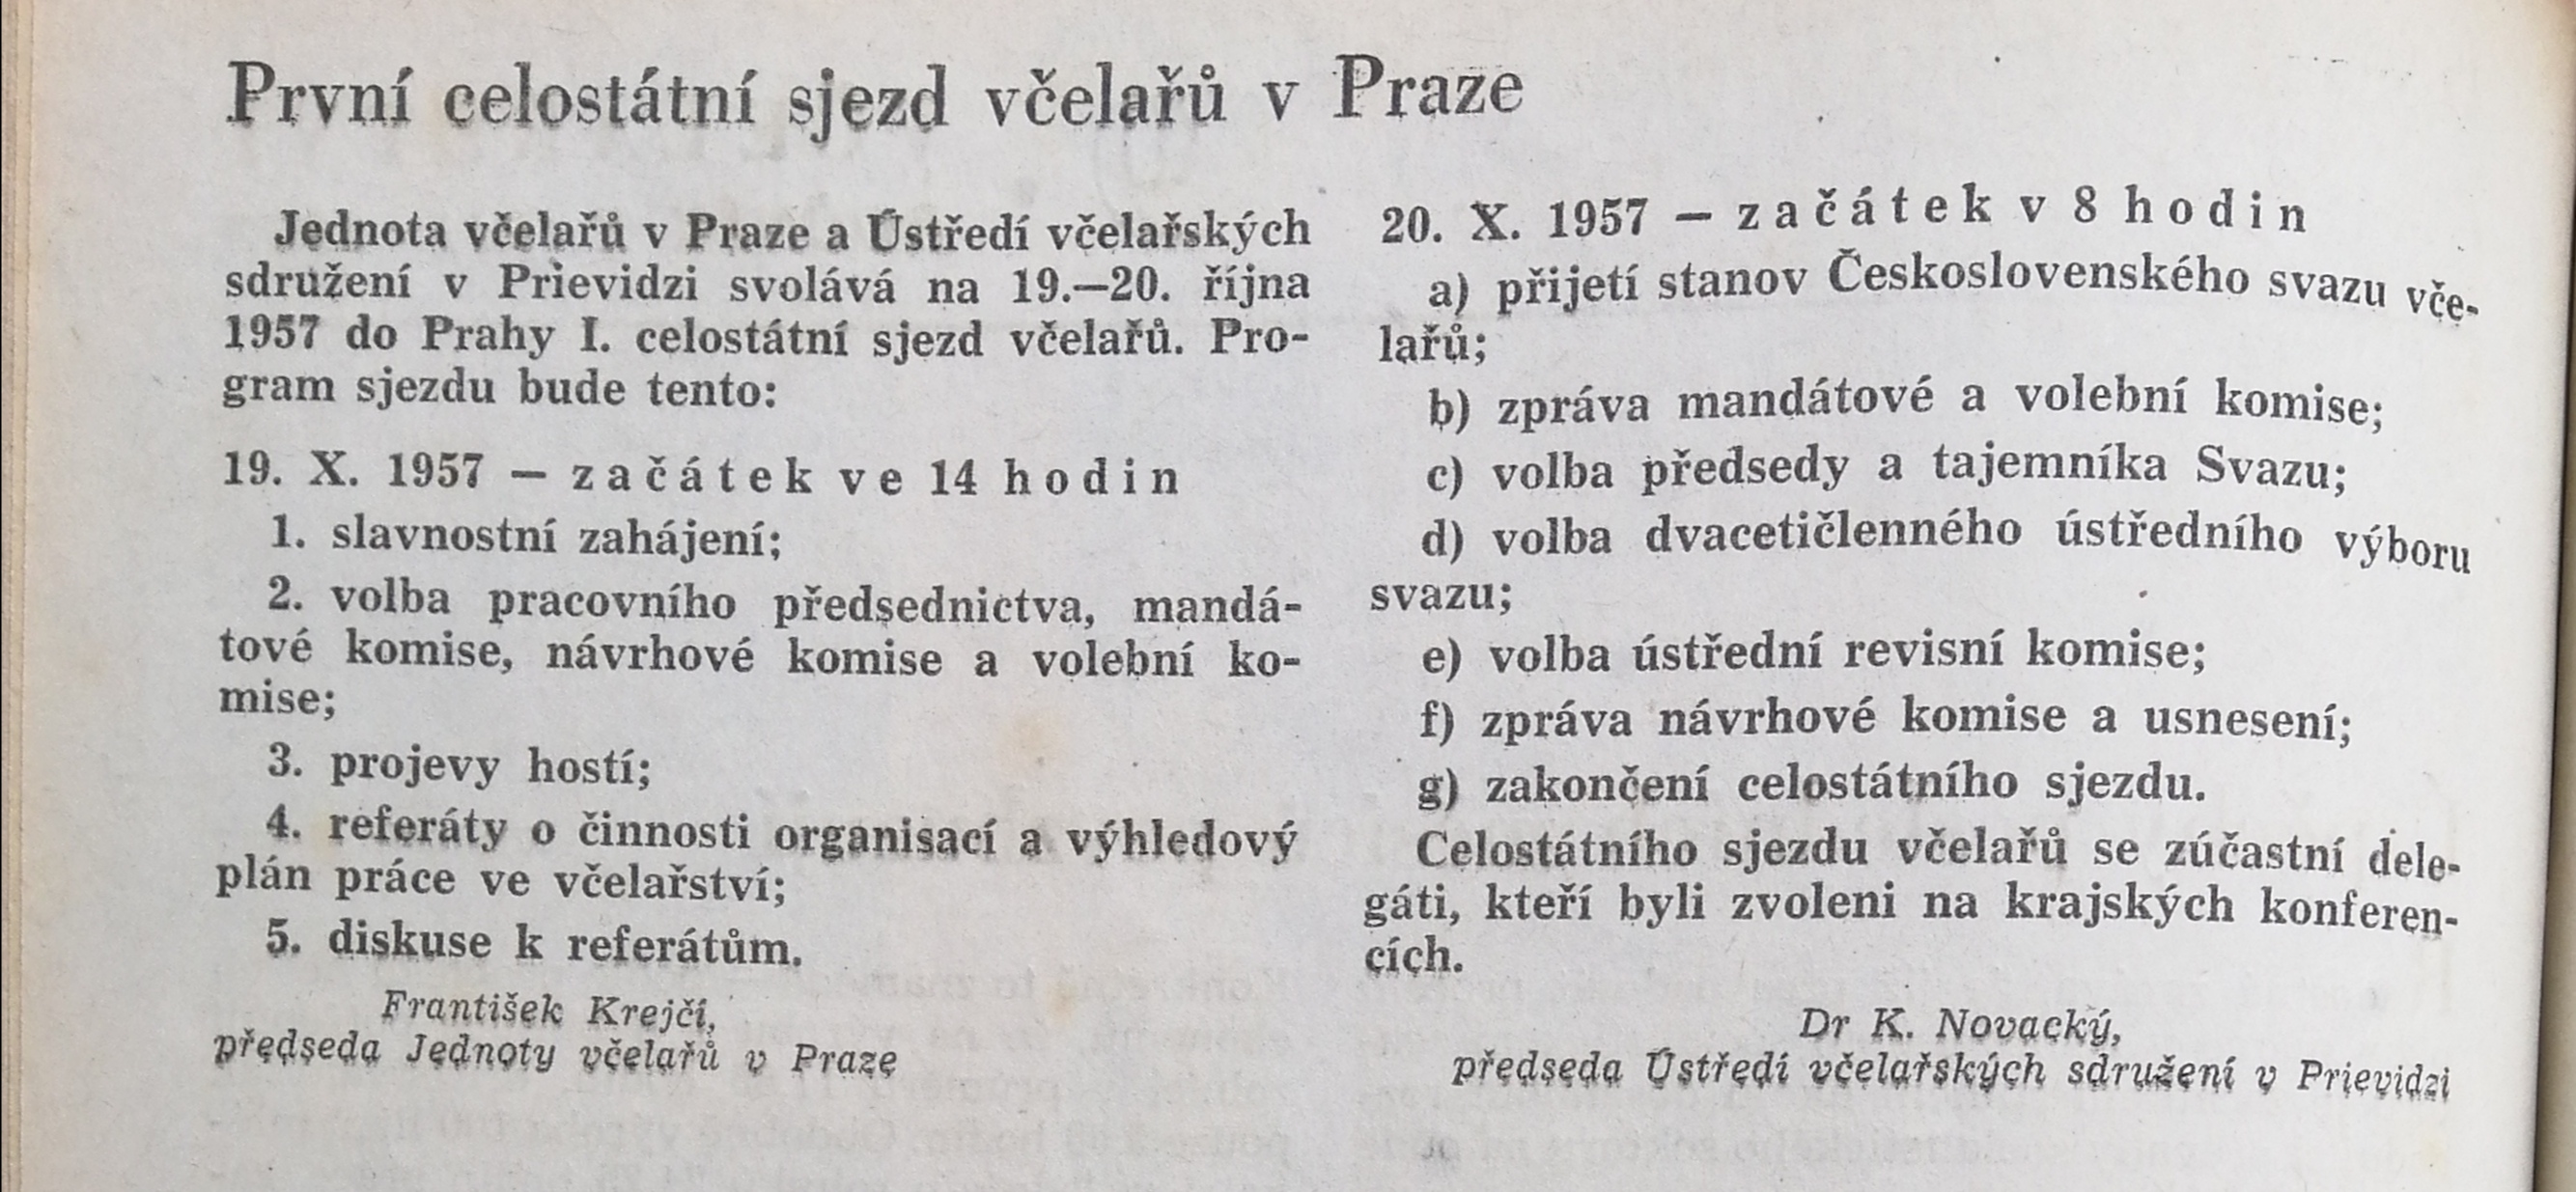 První celostátní sjezd včelařů v Praze
Jednota včelařů v Praze a Ústředí včelařských
sdružení v Prievidzi svolává na 19.—20. října
1957 do Prahy I. celostátní sjezd včelařů. Pro-
gram sjezdu bude tento:
19. X. 1957 — začátek ve 14 hodin
1. slavnostní zahájení;
2. volba pracovního předsednictva, mandá-
tové komise, návrhové komise a volební ko-
mise;
3. projevy hostí;
4. referáty o činnosti organisací a výhledový
plán práce ve včelařství;
5. diskuse k referátům.
František Krejčí,
předseda Jednoty včelařů v Praze
20. X. 1957 — začátek v 8 hodin
a) přijetí stanov Československého svazu vče-
lařů;
b) zpráva mandátové a volební komise;
c) volba předsedy a tajemníka Svazu;
d) volba dvacetičlenného ústředního výboru
svazu;
e) volba ústřední revisní komise;
f) zpráva návrhové komise a usnesení;
g) zakončení celostátního sjezdu.
Celostátního sjezdu včelařů se zúčastní dele-
gáti, kteří byli zvoleni na krajských konferen-
cích.
Dr K. Novacký,
předseda Ústředí včelařských sdružení v Prievidzi